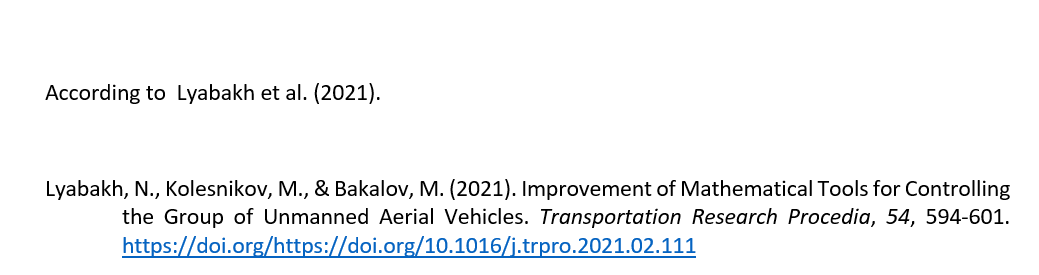 According to  Lyabakh et al. (2021).
Lyabakh, N., Kolesnikov, M., & Bakalov, M. (2021). Improvement of Mathematical Tools for Controlling
the Group of Unmanned Aerial Vehicles. Transportation Research Procedia, 54, 594-601.
https://doi.org/https://doi.org/10.1016/j.trpro.2021.02.111